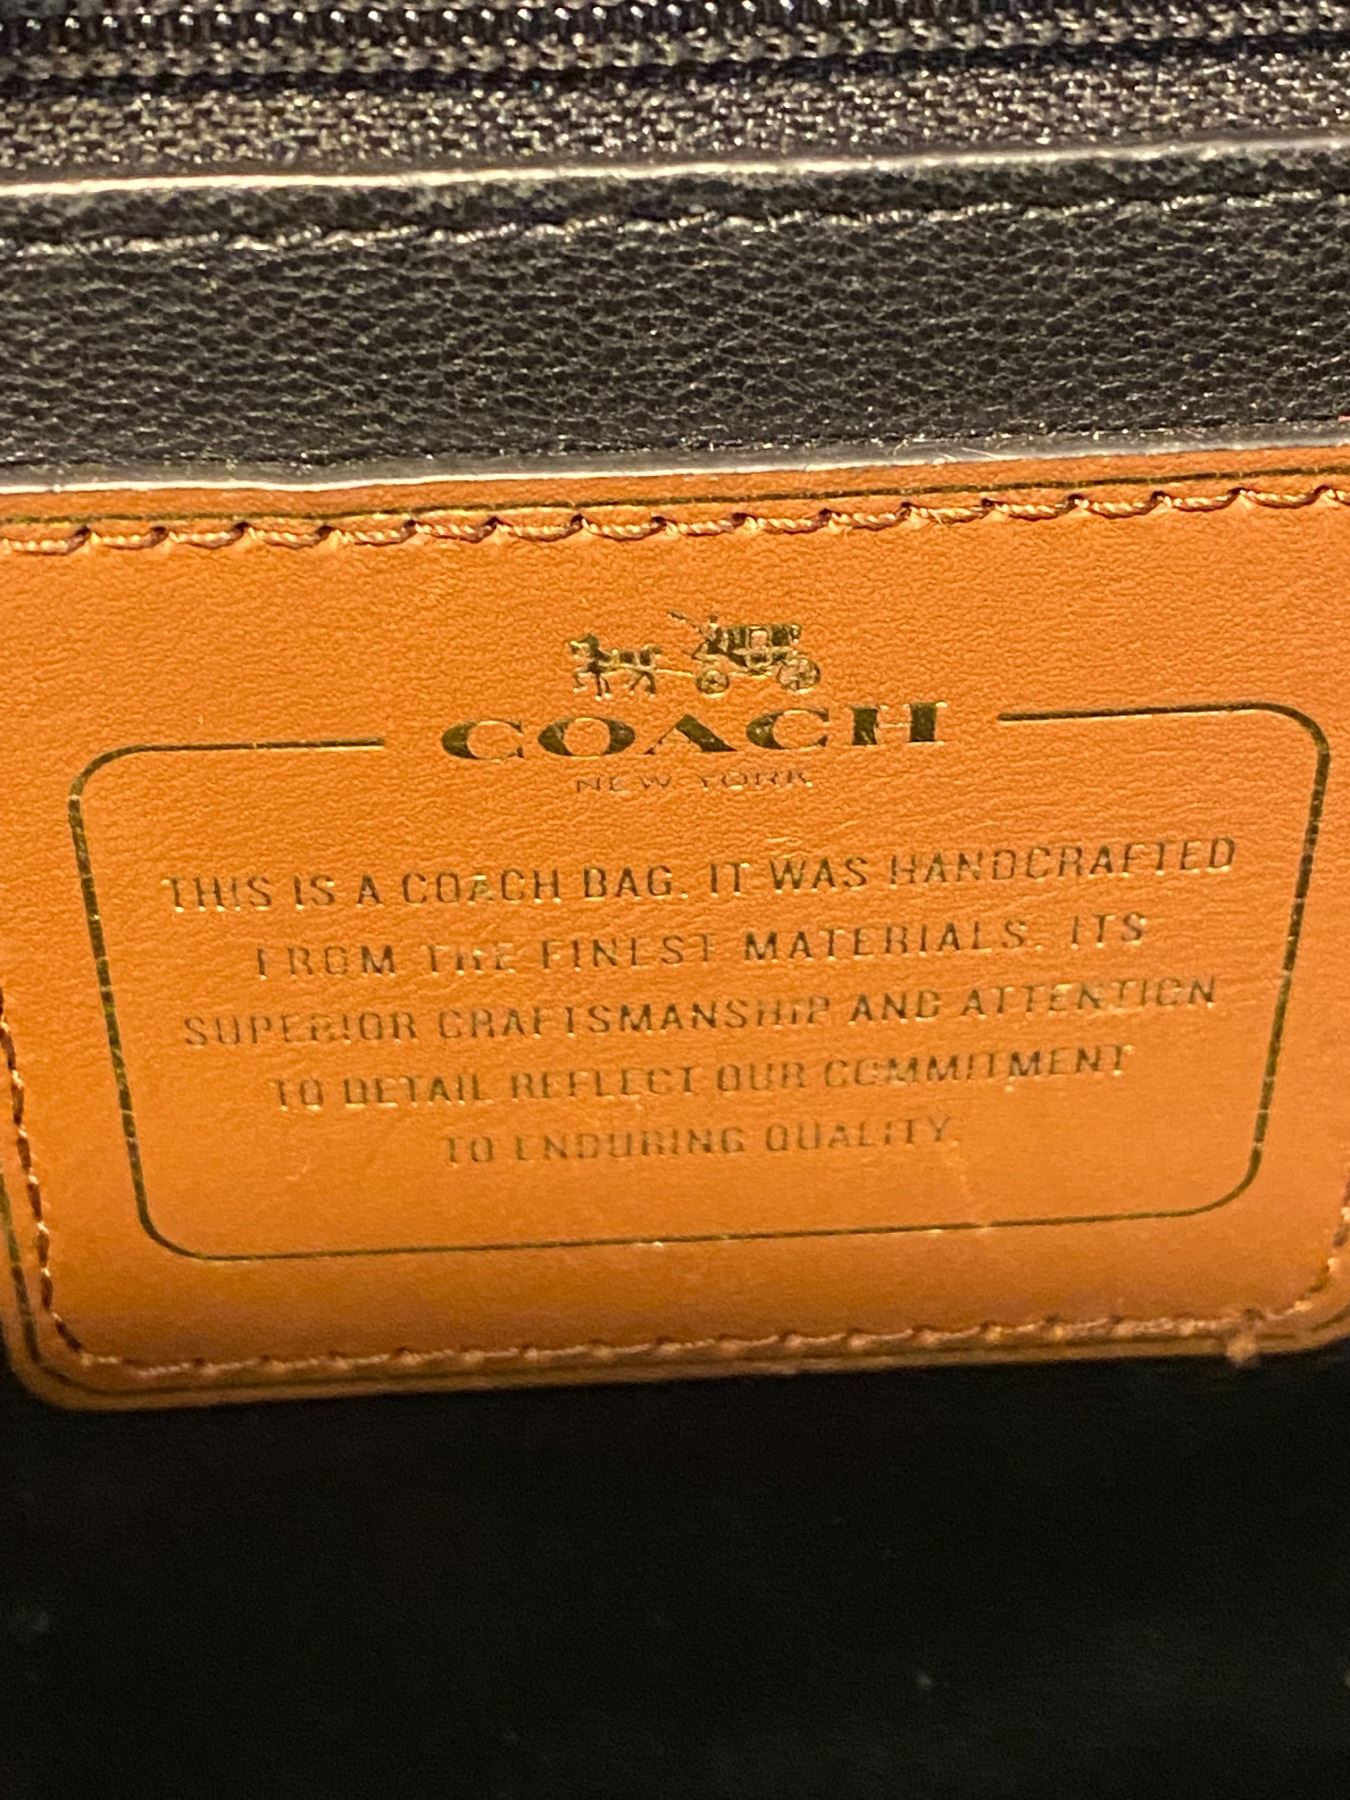 COACH
NEW YORK
THIS IS A COACH BAG. IT WAS HANDCRAFTED
FROM THE FINEST MATERIALS. ITS
SUPERIOR CRAFTSMANSHIP AND ATTENTION
TO DETAIL REFLECT OUR COMMITMENT
TO ENDURING QUALITY.